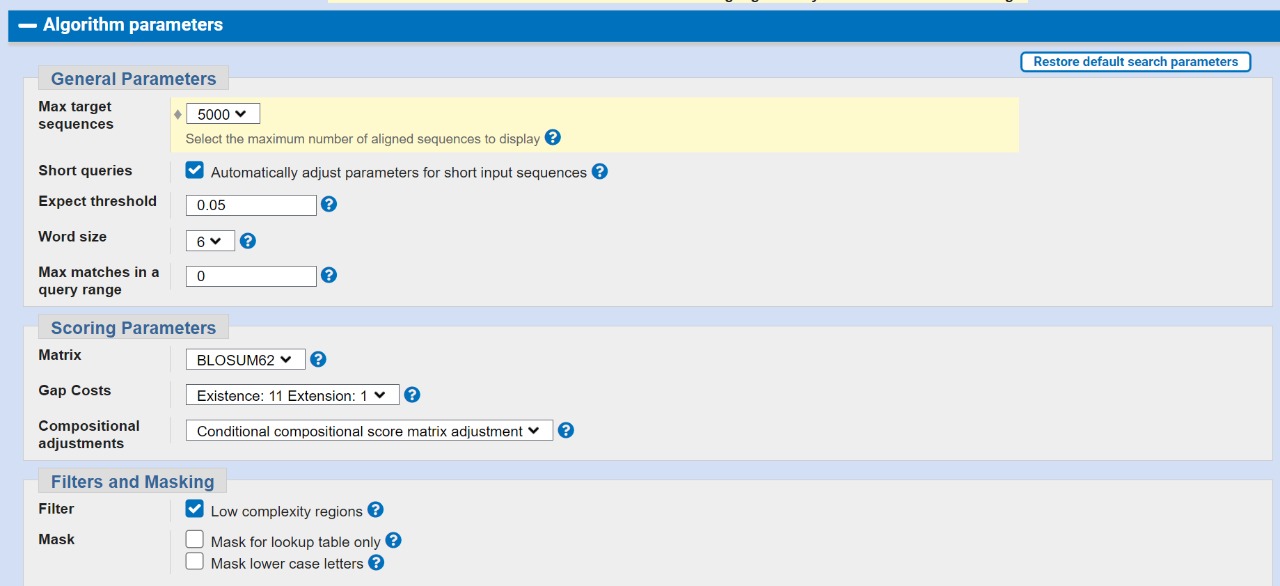 Algorithm parameters
Restore default search parameters
General Parameters
Max target
sequences
5000
Select the maximum number of aligned sequences to display ?
Short queries
Automatically adjust parameters for short input sequences ?
Expect threshold
0.05 ?
Word size
6 ?
Max matches in a
query range
0 ?
Scoring Parameters
Matrix
BLOSUM62 ?
Gap Costs
Existence: 11 Extension: 1 ?
Compositional
adjustments
Conditional compositional score matrix adjustment ?
Filters and Masking
Filter
Low complexity regions ?
Mask
Mask for lookup table only ?
Mask lower case letters ?